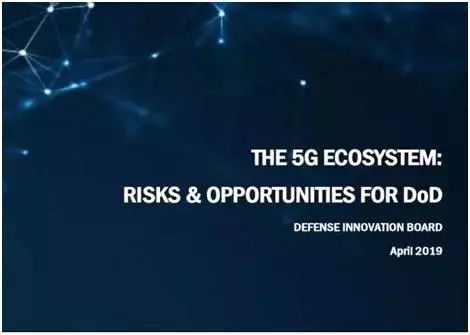 THE 5G ECOSYSTEM:
RISKS & OPPORTUNITIES FOR DoD
DEFENSE INNOVATION BOARD
April 2019